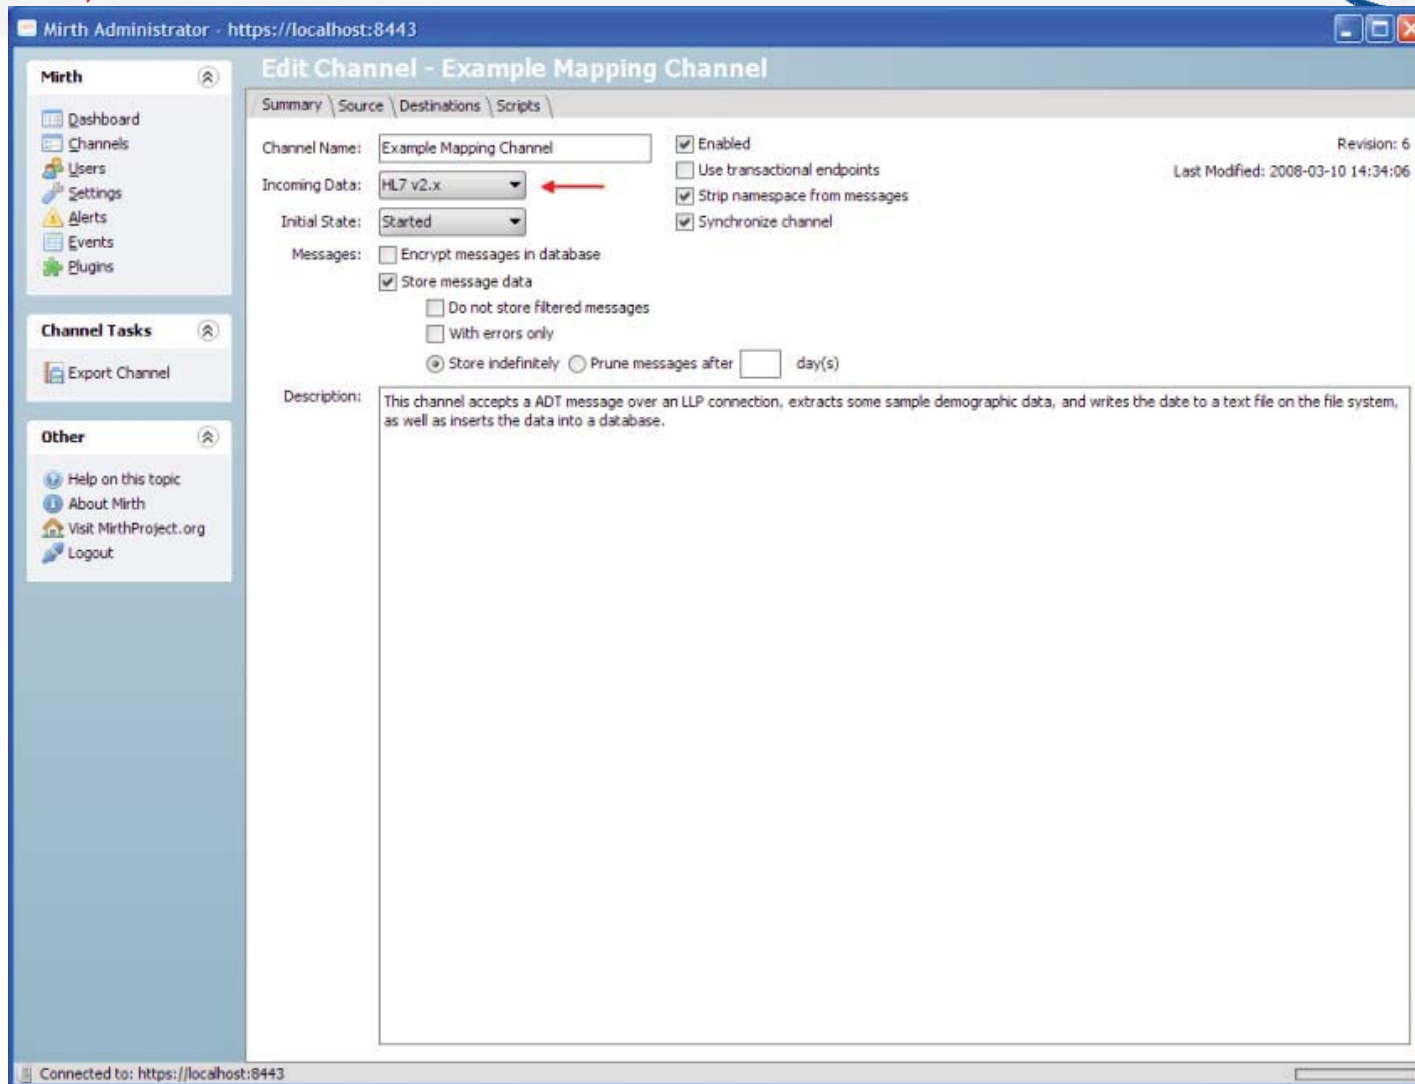 Mirth Administrator - https://localhost:8443
Mirth
Dashboard
Channels
Users
Settings
Alerts
Events
Plugins
Channel Tasks
Export Channel
Other
Help on this topic
About Mirth
Visit MirthProject.org
Logout
Edit Channel - Example Mapping Channel
Summary Source Destinations Scripts
Channel Name: Example Mapping Channel
Enabled
Revision: 6
Use transactional endpoints
Last Modified: 2008-03-10 14:34:06
Incoming Data: HL7 v2.x
Strip namespace from messages
Initial State: Started
Synchronize channel
Messages: Encrypt messages in database
Store message data
Do not store filtered messages
With errors only
Store indefinitely Prune messages after day(s)
Description: This channel accepts a ADT message over an LLP connection, extracts some sample demographic data, and writes the date to a text file on the file system,
as well as inserts the data into a database.
Connected to: https://localhost:8443